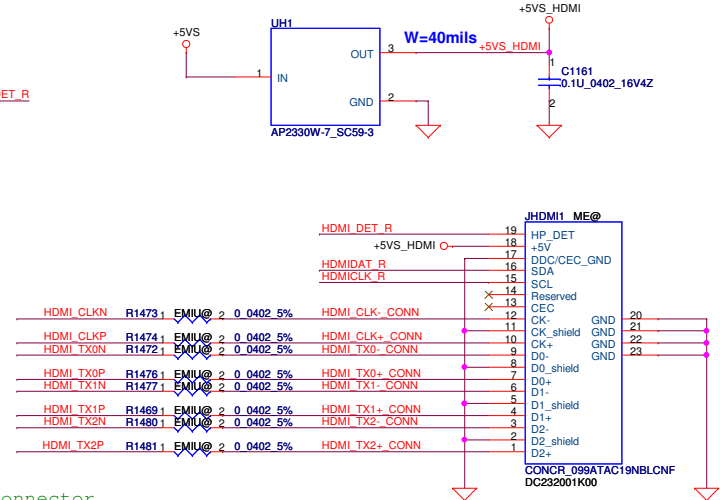 +5VS_HDMI
UH1
+5VS
W=40mils
OUT 3 +5VS_HDMI
1 IN
1
C1161
0.1U_0402_16V4Z
2
ET_R
GND 2
AP2330W-7_SC59-3
JHDMI1 ME@
HDMI_DET_R 19 HP_DET
+5VS_HDMI 18 +5V
17 DDC/CEC_GND
HDMIDAT_R 16 SDA
HDMICLK_R 15 SCL
14 Reserved
13 CEC
HDMI_CLKN R1473 1 EMIU@ 2 0_0402_5% HDMI_CLK-_CONN 12 CK- GND 20
11 CK_shield GND 21
HDMI_CLKP R1474 1 EMIU@ 2 0_0402_5% HDMI_CLK+_CONN 10 CK+ GND 22
HDMI_TX0N R1472 1 EMIU@ 2 0_0402_5% HDMI_TX0-_CONN 9 D0- GND 23
8 D0_shield
HDMI_TX0P R1476 1 EMIU@ 2 0_0402_5% HDMI_TX0+_CONN 7 D0+
HDMI_TX1N R1477 1 EMIU@ 2 0_0402_5% HDMI_TX1-_CONN 6 D1-
5 D1_shield
HDMI_TX1P R1469 1 EMIU@ 2 0_0402_5% HDMI_TX1+_CONN 4 D1+
HDMI_TX2N R1480 1 EMIU@ 2 0_0402_5% HDMI_TX2-_CONN 3 D2-
2 D2_shield
HDMI_TX2P R1481 1 EMIU@ 2 0_0402_5% HDMI_TX2+_CONN 1 D2+
CONCR_099ATAC19NBLCNF
DC232001K00
onnector